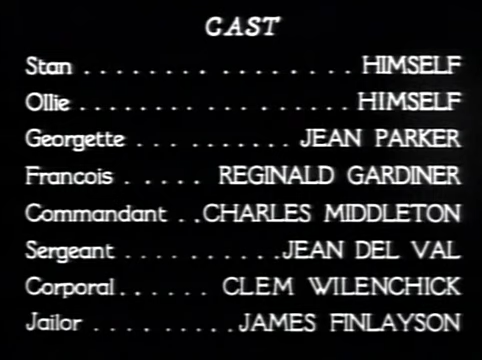 CAST
Stan . . . . . . . . . . . . . . . . . HIMSELF
Ollie . . . . . . . . . . . . . . . . . HIMSELF
Georgette . . . . . . . . . . JEAN PARKER
Francois . . . . . REGINALD GARDINER
Commandant . . CHARLES MIDDLETON
Sergeant . . . . . . . . . . . JEAN DEL VAL
Corporal . . . . . . CLEM WILENCHICK
Jailor . . . . . . . . . JAMES FINLAYSON